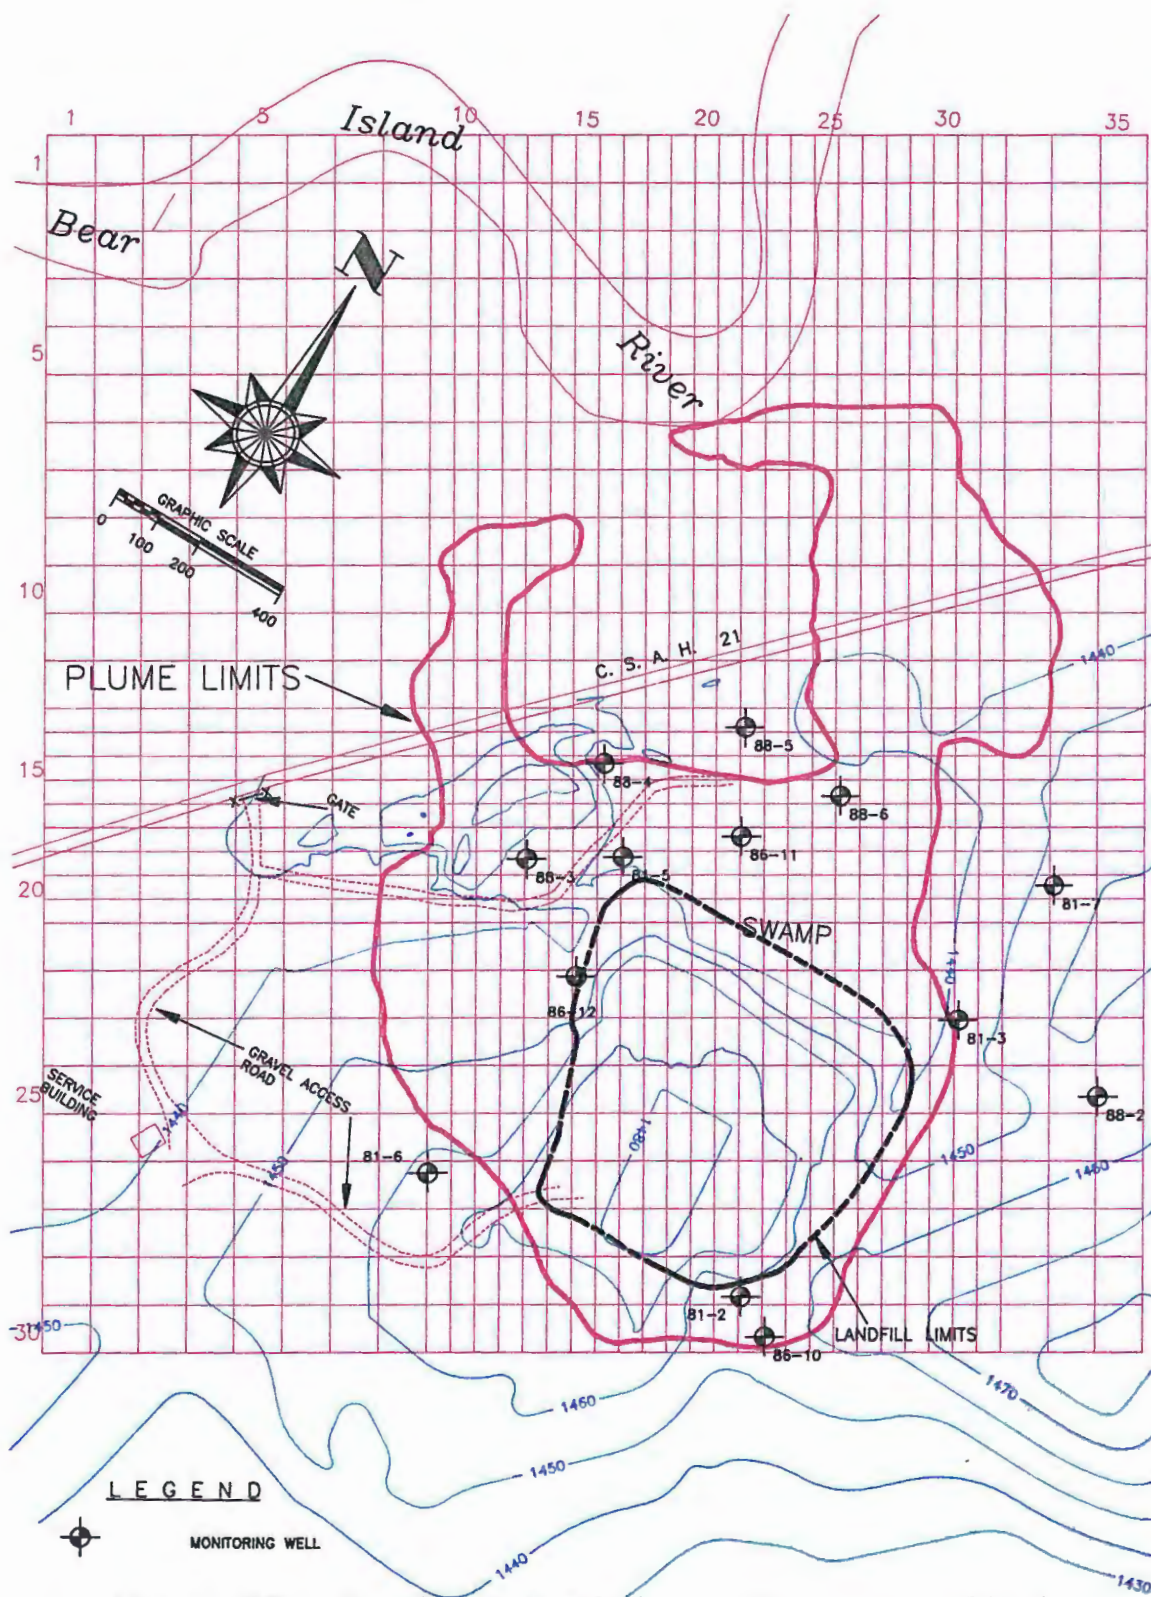 1 5 10 15 20 25 30 35
Island
1
Bear
N
River
5
GRAPHIC SCALE
0 100 200 400
10
C. S. A. H. 21
1440
PLUME LIMITS
88-5
15
88-4
GATE
88-6
86-11
88-3
81-5
20
81-7
SWAMP
1440
86-12
81-3
GRAVEL ACCESS
ROAD
SERVICE
BUILDING
25
88-2
1440
1480
1450
81-6
1450
1460
81-2
1450
30
LANDFILL LIMITS
86-10
1470
1460
1450
LEGEND
MONITORING WELL
1440
1430